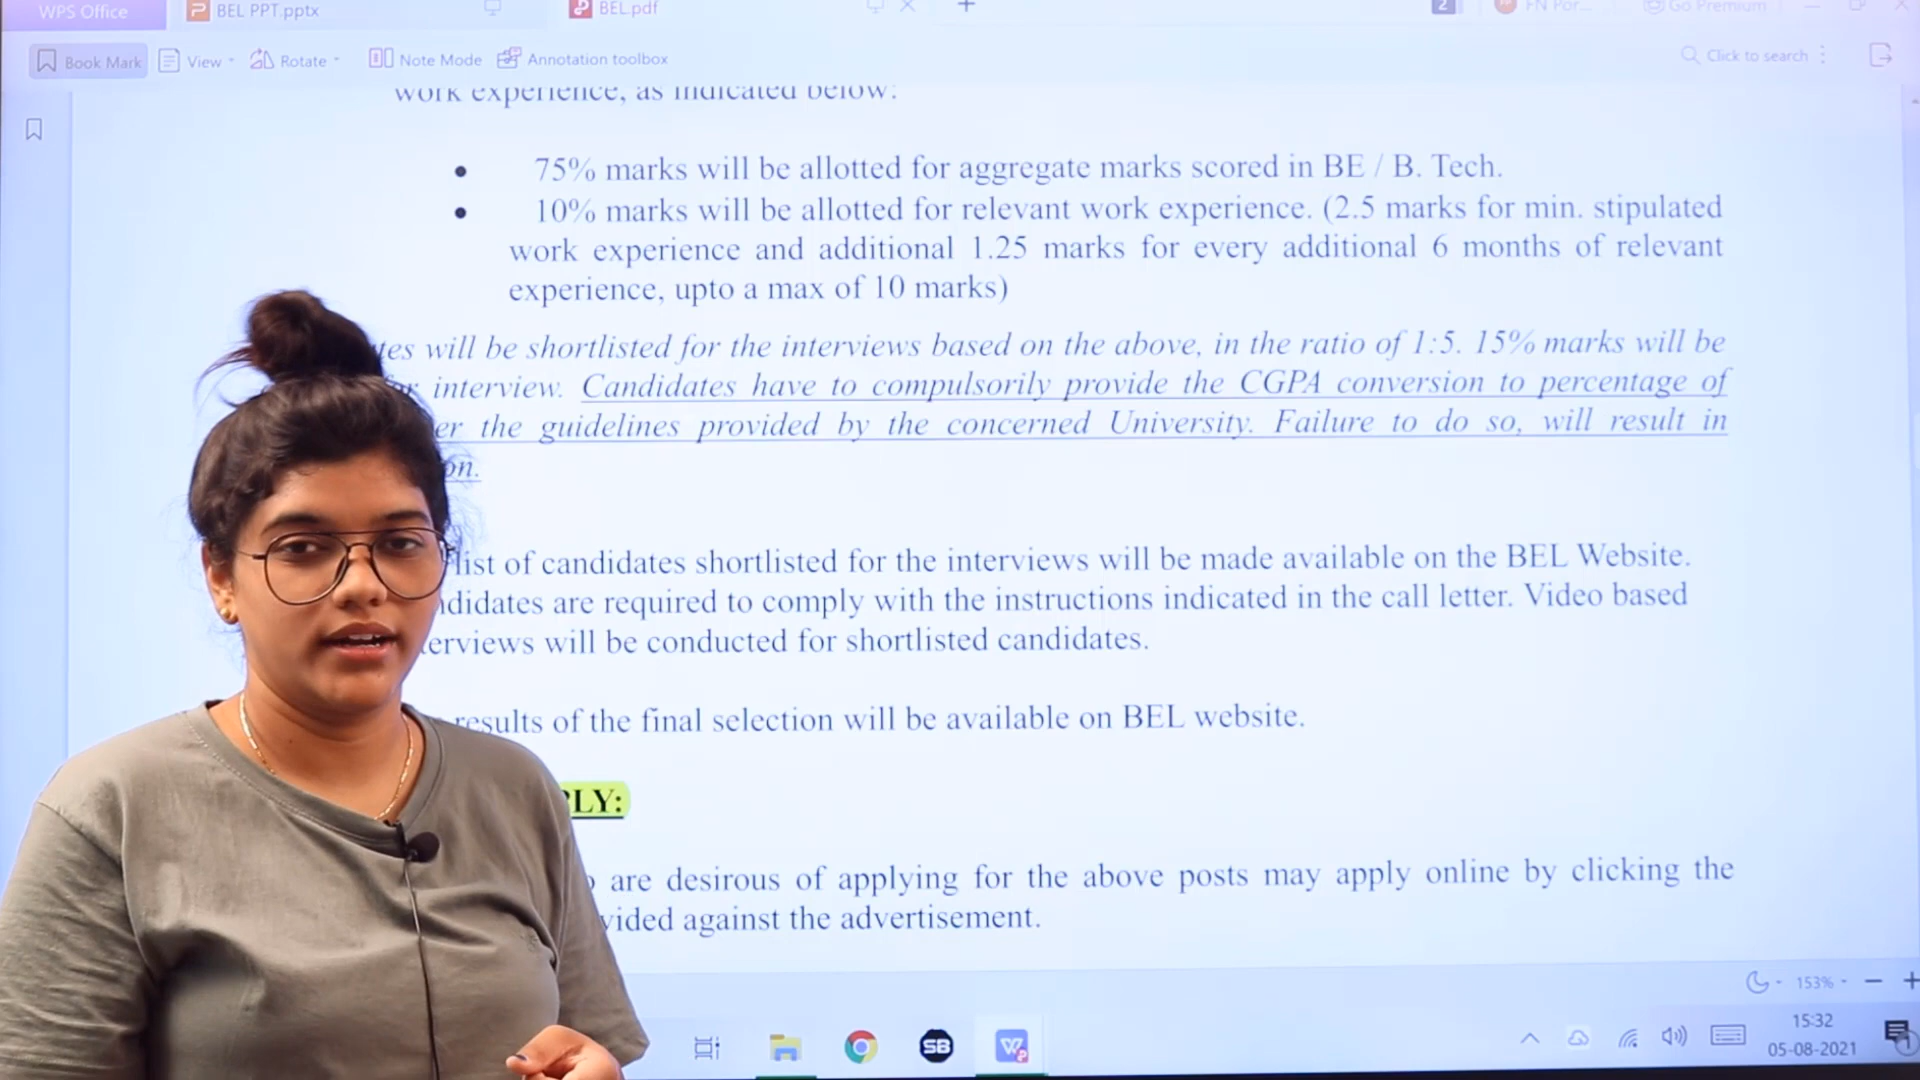 WPS Office
BEL PPT.pptx
BEL.pdf
2
FN Por...
Go Premium
Book Mark
View
Rotate
Note Mode
Annotation toolbox
Click to search
work experience, as indicated below:
• 75% marks will be allotted for aggregate marks scored in BE / B. Tech.
• 10% marks will be allotted for relevant work experience. (2.5 marks for min. stipulated
work experience and additional 1.25 marks for every additional 6 months of relevant
experience, upto a max of 10 marks)
tes will be shortlisted for the interviews based on the above, in the ratio of 1:5. 15% marks will be
for interview. Candidates have to compulsorily provide the CGPA conversion to percentage of
er the guidelines provided by the concerned University. Failure to do so, will result in
on.
list of candidates shortlisted for the interviews will be made available on the BEL Website.
didates are required to comply with the instructions indicated in the call letter. Video based
erviews will be conducted for shortlisted candidates.
results of the final selection will be available on BEL website.
LY:
are desirous of applying for the above posts may apply online by clicking the
vided against the advertisement.
153%
SB
W
15:32
05-08-2021
1